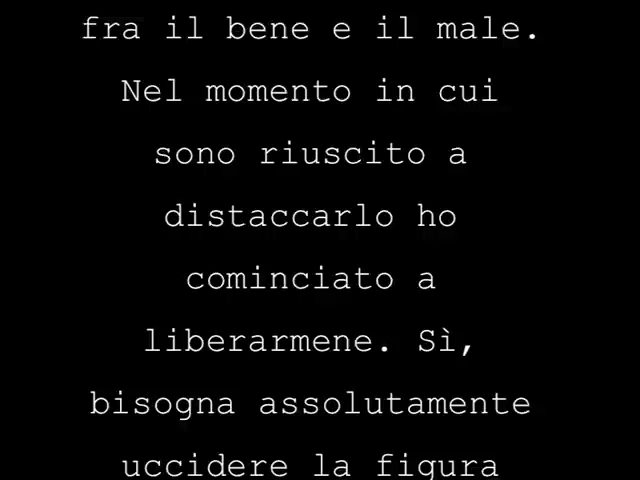 fra il bene e il male.
Nel momento in cui
sono riuscito a
distaccarlo ho
cominciato a
liberarmene. Sì,
bisogna assolutamente
uccidere la figura